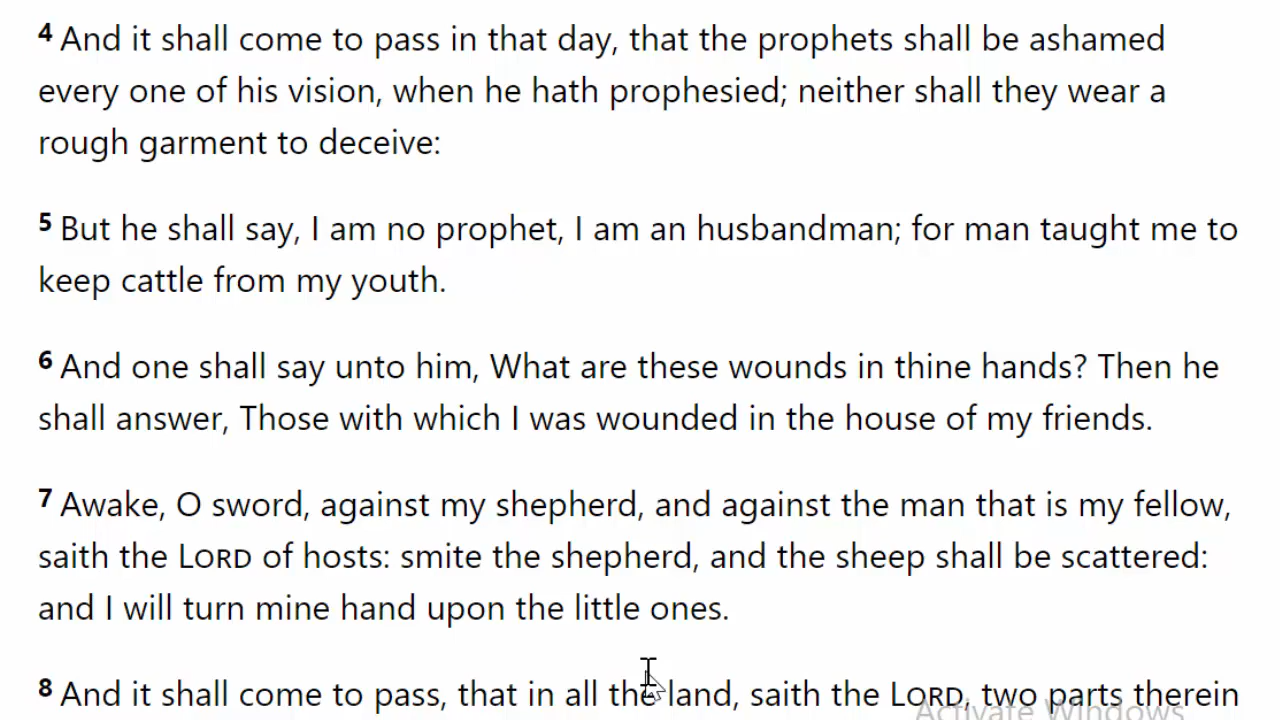 4 And it shall come to pass in that day, that the prophets shall be ashamed
every one of his vision, when he hath prophesied; neither shall they wear a
rough garment to deceive:
5 But he shall say, I am no prophet, I am an husbandman; for man taught me to
keep cattle from my youth.
6 And one shall say unto him, What are these wounds in thine hands? Then he
shall answer, Those with which I was wounded in the house of my friends.
7 Awake, O sword, against my shepherd, and against the man that is my fellow,
saith the LORD of hosts: smite the shepherd, and the sheep shall be scattered:
and I will turn mine hand upon the little ones.
8 And it shall come to pass, that in all the land, saith the LORD, two parts therein
Activate Windows